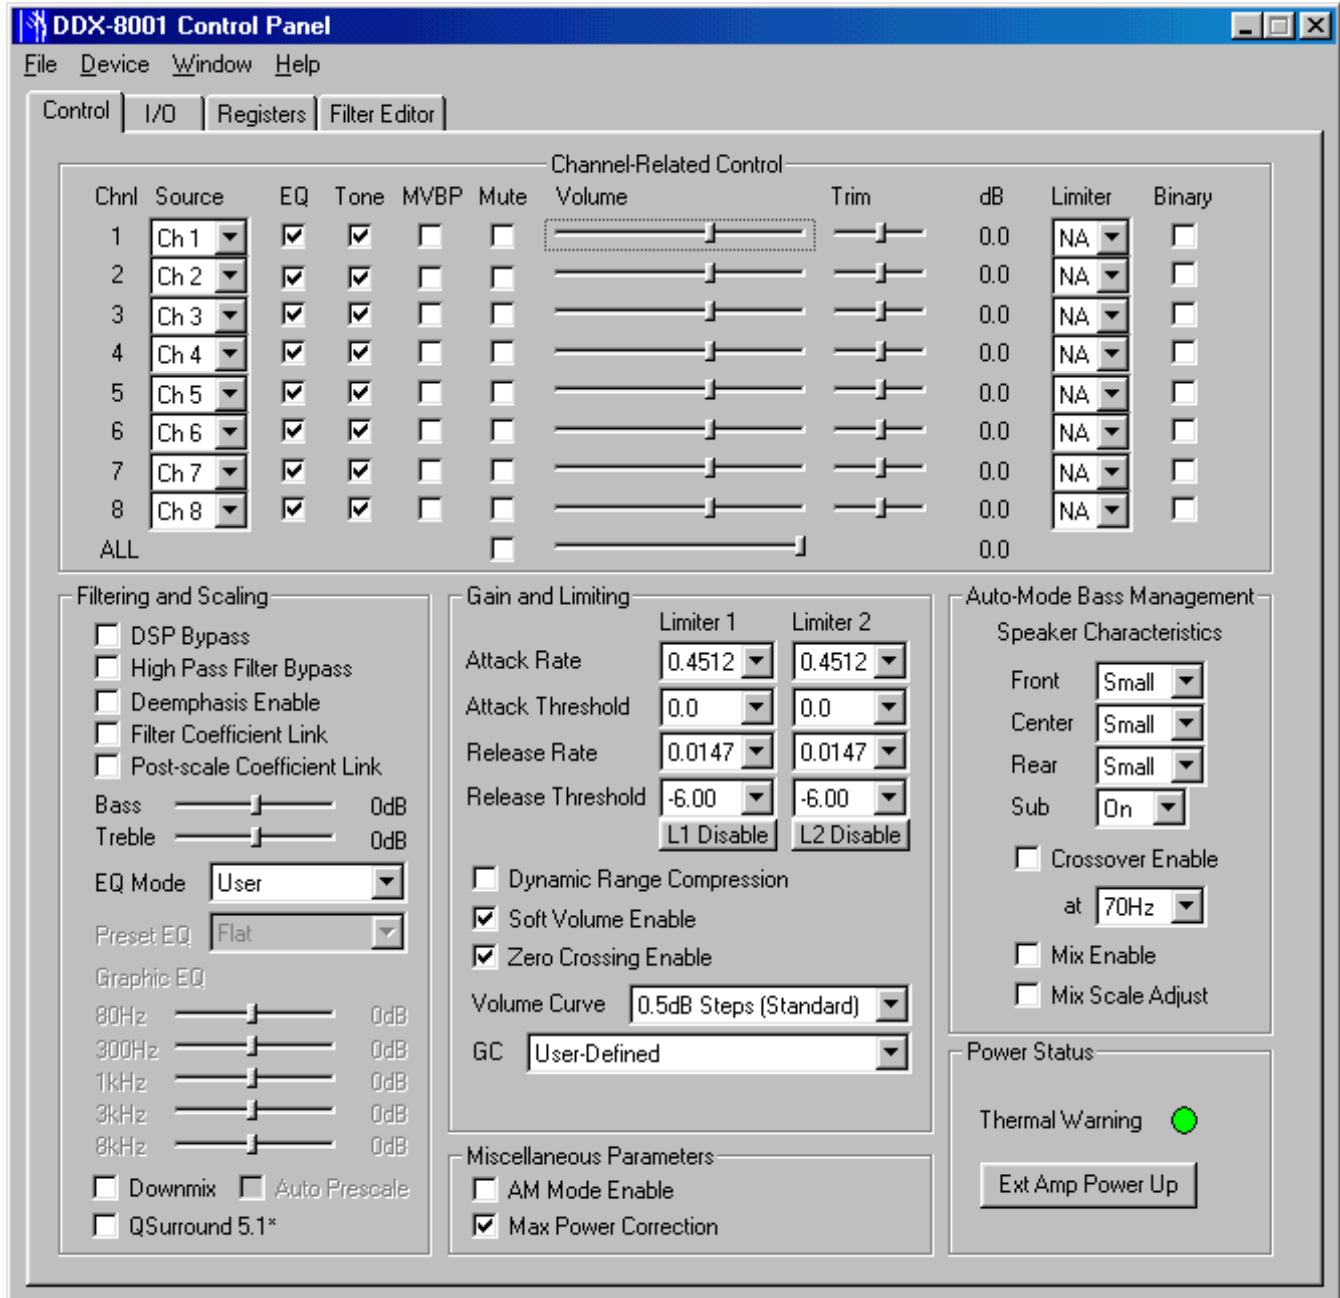 DDX-8001 Control Panel
File Device Window Help
Control I/O Registers Filter Editor
Channel-Related Control
Chnl Source EQ Tone MVBP Mute Volume Trim dB Limiter Binary
1 Ch 1 0.0 NA
2 Ch 2 0.0 NA
3 Ch 3 0.0 NA
4 Ch 4 0.0 NA
5 Ch 5 0.0 NA
6 Ch 6 0.0 NA
7 Ch 7 0.0 NA
8 Ch 8 0.0 NA
ALL 0.0
Filtering and Scaling
DSP Bypass
High Pass Filter Bypass
Deemphasis Enable
Filter Coefficient Link
Post-scale Coefficient Link
Bass 0dB
Treble 0dB
EQ Mode User
Preset EQ Flat
Graphic EQ
80Hz 0dB
300Hz 0dB
1kHz 0dB
3kHz 0dB
8kHz 0dB
Downmix Auto Prescale
QSurround 5.1*
Gain and Limiting
Limiter 1 Limiter 2
Attack Rate 0.4512 0.4512
Attack Threshold 0.0 0.0
Release Rate 0.0147 0.0147
Release Threshold -6.00 -6.00
L1 Disable L2 Disable
Dynamic Range Compression
Soft Volume Enable
Zero Crossing Enable
Volume Curve 0.5dB Steps (Standard)
GC User-Defined
Miscellaneous Parameters
AM Mode Enable
Max Power Correction
Auto-Mode Bass Management
Speaker Characteristics
Front Small
Center Small
Rear Small
Sub On
Crossover Enable
at 70Hz
Mix Enable
Mix Scale Adjust
Power Status
Thermal Warning
Ext Amp Power Up